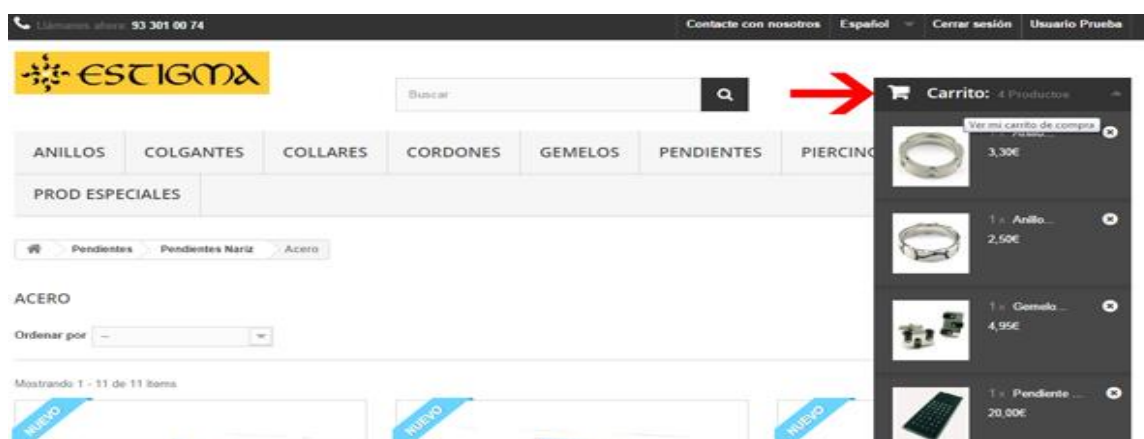 Llámanos ahora: 93 301 00 74
Contacte con nosotros Español Cerrar sesión Usuario Prueba
ESTIGMA
Buscar
Carrito: 4 Productos
Ver mi carrito de compra
3,30€
ANILLOS COLGANTES COLLARES CORDONES GEMELOS PENDIENTES PIERCING
PROD ESPECIALES
1 x Anillo...
2,50€
Pendientes Pendientes Nariz Acero
ACERO
Ordenar por --
1 x Gemelo...
4,95€
Mostrando 1 - 11 de 11 items
1 x Pendiente ...
20,00€
NUEVO
NUEVO
NUEVO